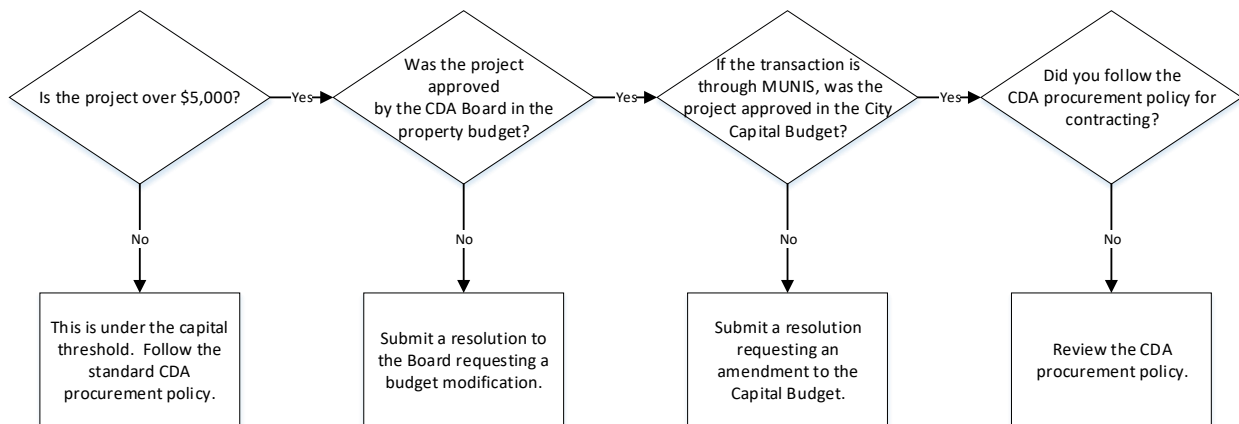 Is the project over $5,000?
Yes
Was the project
approved
by the CDA Board in the
property budget?
Yes
If the transaction is
through MUNIS, was the
project approved in the City
Capital Budget?
Yes
Did you follow the
CDA procurement policy for
contracting?
No
No
No
No
This is under the capital
threshold.  Follow the
standard CDA
procurement policy.
Submit a resolution to
the Board requesting a
budget modification.
Submit a resolution
requesting an
amendment to the
Capital Budget.
Review the CDA
procurement policy.